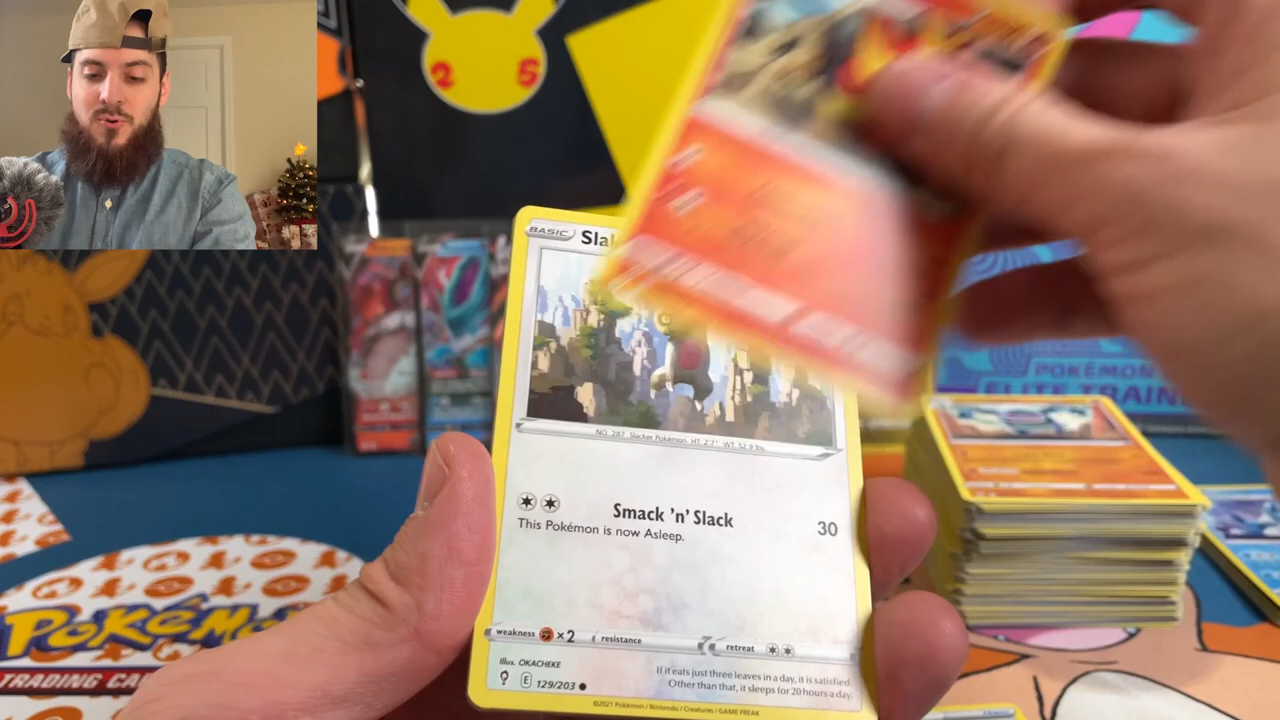 2 5
BASIC Sla
NO. 287 Slacker Pokémon HT. 2'7" WT. 52.9 lbs
Smack 'n' Slack 30
This Pokémon is now Asleep.
weakness ×2 resistance retreat
Illus. OKACHEKE
E 129/203
If it eats just three leaves in a day, it is satisfied.
Other than that, it sleeps for 20 hours a day.
©2021 Pokémon / Nintendo / Creatures / GAME FREAK
POKÉMON
ELITE TRAIN
POKéMO
TRADING CA